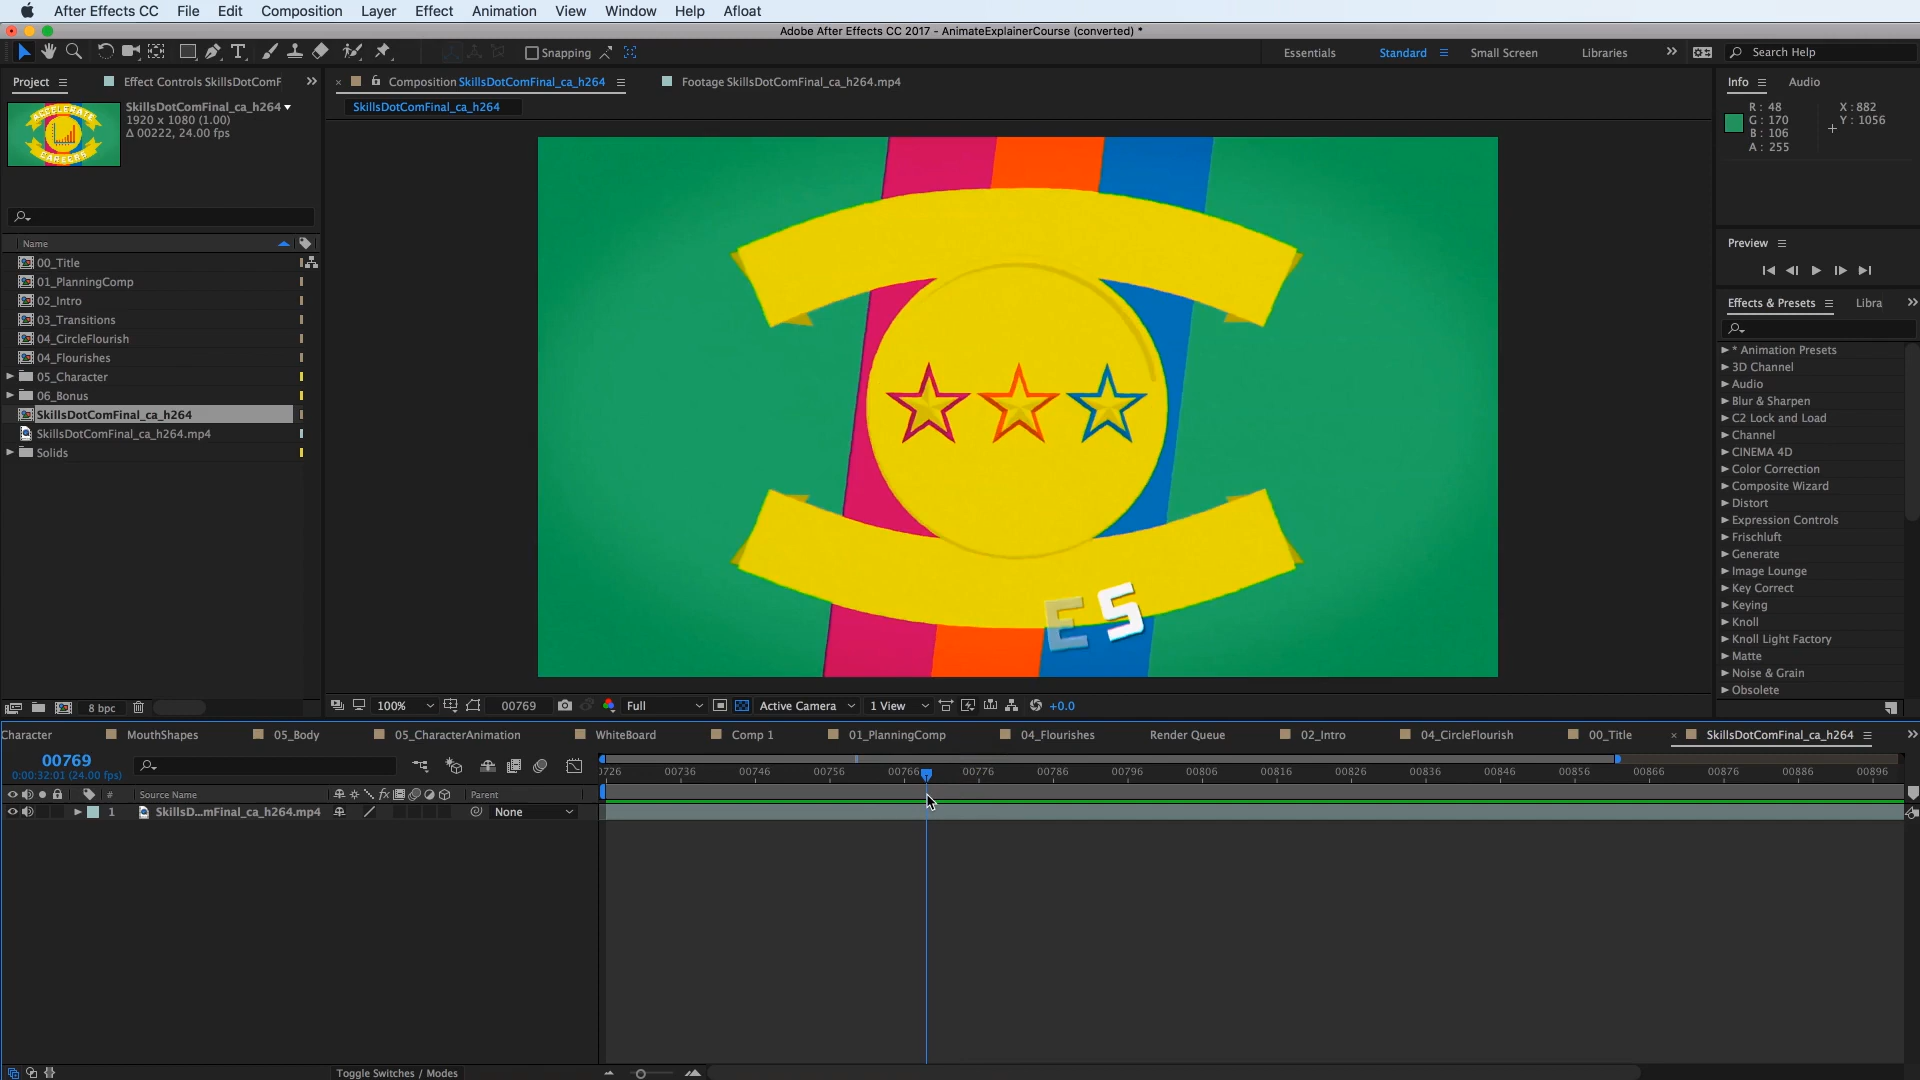 After Effects CC File Edit Composition Layer Effect Animation View Window Help Afloat
Adobe After Effects CC 2017 - AnimateExplainerCourse (converted) *
Snapping Essentials Standard Small Screen Libraries Search Help
Project Effect Controls SkillsDotComF Composition SkillsDotComFinal_ca_h264 Footage SkillsDotComFinal_ca_h264.mp4 Info Audio
SkillsDotComFinal_ca_h264
SkillsDotComFinal_ca_h264
1920 x 1080 (1.00)
Δ 00222, 24.00 fps
ACCELERATE
CAREERS
R: 48 X: 882
G: 170 Y: 1056
B: 106
A: 255
Name
00_Title
01_PlanningComp
02_Intro
03_Transitions
04_CircleFlourish
04_Flourishes
05_Character
06_Bonus
SkillsDotComFinal_ca_h264
SkillsDotComFinal_ca_h264.mp4
Solids
8 bpc
E S
Preview
Effects & Presets Libra
* Animation Presets
3D Channel
Audio
Blur & Sharpen
C2 Lock and Load
Channel
CINEMA 4D
Color Correction
Composite Wizard
Distort
Expression Controls
Frischluft
Generate
Image Lounge
Key Correct
Keying
Knoll
Knoll Light Factory
Matte
Noise & Grain
Obsolete
100% 00769 Full Active Camera 1 View +0.0
Character MouthShapes 05_Body 05_CharacterAnimation WhiteBoard Comp 1 01_PlanningComp 04_Flourishes Render Queue 02_Intro 04_CircleFlourish 00_Title SkillsDotComFinal_ca_h264
00769
0:00:32:01 (24.00 fps)
0726 00736 00746 00756 00766 00776 00786 00796 00806 00816 00826 00836 00846 00856 00866 00876 00886 00896
# Source Name fx Parent
1 SkillsD...mFinal_ca_h264.mp4 None
Toggle Switches / Modes